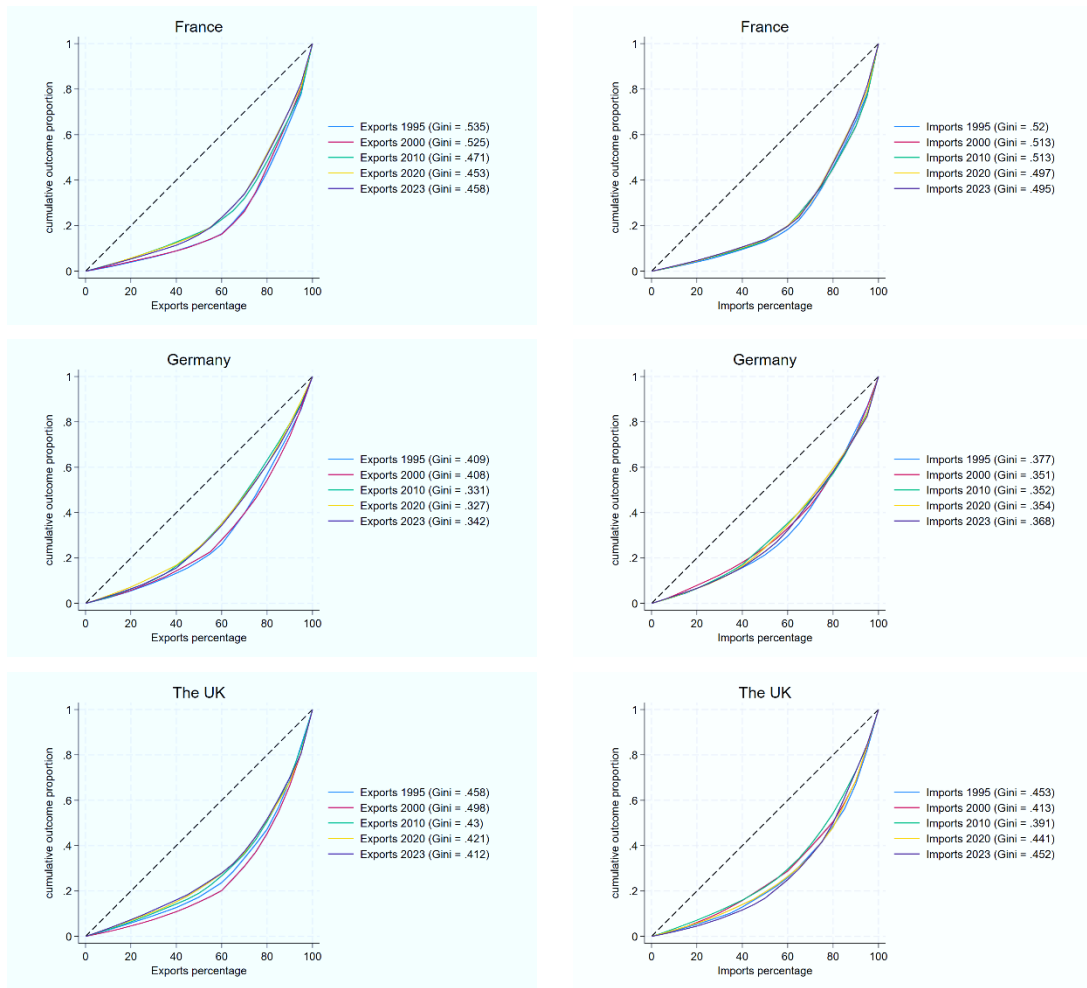 France
cumulative outcome proportion
1
.8
.6
.4
.2
0
0 20 40 60 80 100
Exports percentage
Exports 1995 (Gini = .535)
Exports 2000 (Gini = .525)
Exports 2010 (Gini = .471)
Exports 2020 (Gini = .453)
Exports 2023 (Gini = .458)
France
cumulative outcome proportion
1
.8
.6
.4
.2
0
0 20 40 60 80 100
Imports percentage
Imports 1995 (Gini = .52)
Imports 2000 (Gini = .513)
Imports 2010 (Gini = .513)
Imports 2020 (Gini = .497)
Imports 2023 (Gini = .495)
Germany
cumulative outcome proportion
1
.8
.6
.4
.2
0
0 20 40 60 80 100
Exports percentage
Exports 1995 (Gini = .409)
Exports 2000 (Gini = .408)
Exports 2010 (Gini = .331)
Exports 2020 (Gini = .327)
Exports 2023 (Gini = .342)
Germany
cumulative outcome proportion
1
.8
.6
.4
.2
0
0 20 40 60 80 100
Imports percentage
Imports 1995 (Gini = .377)
Imports 2000 (Gini = .351)
Imports 2010 (Gini = .352)
Imports 2020 (Gini = .354)
Imports 2023 (Gini = .368)
The UK
cumulative outcome proportion
1
.8
.6
.4
.2
0
0 20 40 60 80 100
Exports percentage
Exports 1995 (Gini = .458)
Exports 2000 (Gini = .498)
Exports 2010 (Gini = .43)
Exports 2020 (Gini = .421)
Exports 2023 (Gini = .412)
The UK
cumulative outcome proportion
1
.8
.6
.4
.2
0
0 20 40 60 80 100
Imports percentage
Imports 1995 (Gini = .453)
Imports 2000 (Gini = .413)
Imports 2010 (Gini = .391)
Imports 2020 (Gini = .441)
Imports 2023 (Gini = .452)